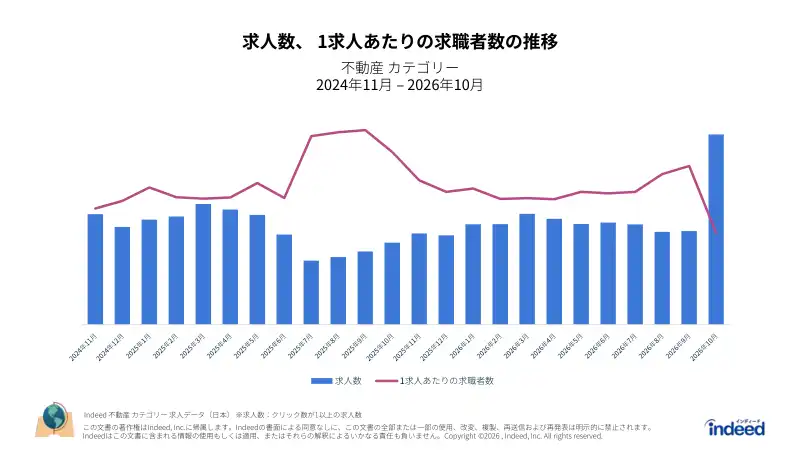 求人数、 1求人あたりの求職者数の推移
不動産 カテゴリー
2024年11月 – 2026年10月
2024年11月
2024年12月
2025年1月
2025年2月
2025年3月
2025年4月
2025年5月
2025年6月
2025年7月
2025年8月
2025年9月
2025年10月
2025年11月
2025年12月
2026年1月
2026年2月
2026年3月
2026年4月
2026年5月
2026年6月
2026年7月
2026年8月
2026年9月
2026年10月
求人数 1求人あたりの求職者数
Indeed 不動産 カテゴリー 求人データ（日本） ※求人数：クリック数が1以上の求人数
この文書の著作権はIndeed, Inc.に帰属します。Indeedの書面による同意なしに、この文書の全部または一部の使用、改変、複製、再送信および再発表は明示的に禁止されます。
Indeedはこの文書に含まれる情報の使用もしくは適用、またはそれらの解釈によるいかなる責任も負いません。Copyright ©2026 , Indeed, Inc. All rights reserved.
インディード
indeed